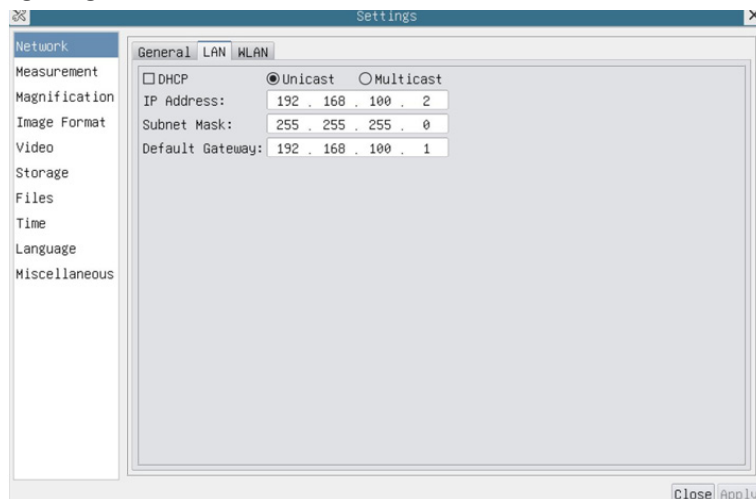 Settings
Network
Measurement
Magnification
Image Format
Video
Storage
Files
Time
Language
Miscellaneous
General LAN WLAN
DHCP Unicast Multicast
IP Address: 192 . 168 . 100 . 2
Subnet Mask: 255 . 255 . 255 . 0
Default Gateway: 192 . 168 . 100 . 1
Close Apply